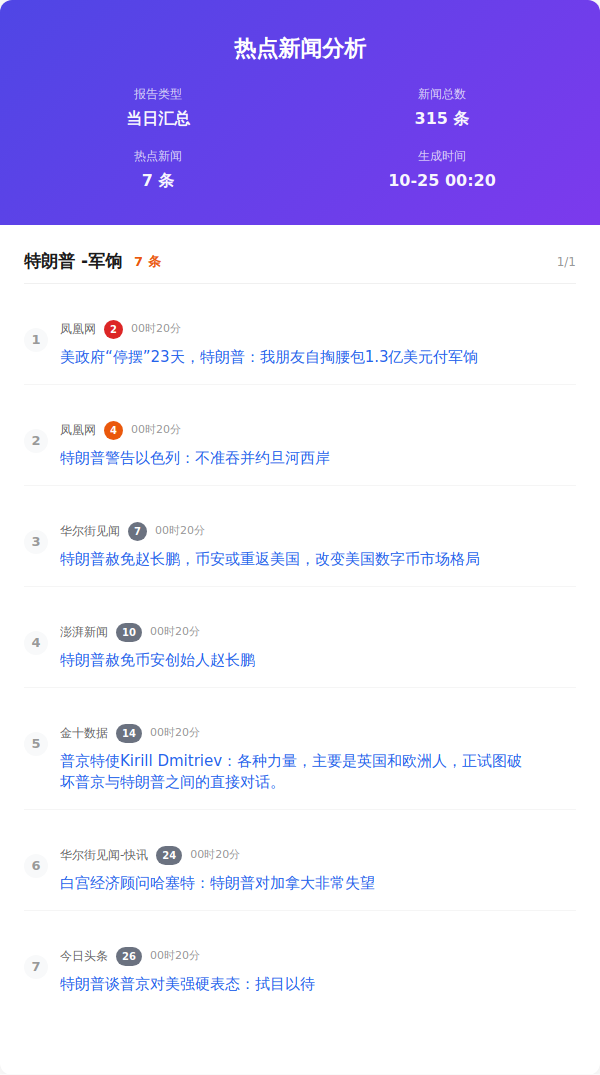 热点新闻分析
报告类型
当日汇总
新闻总数
315 条
热点新闻
7 条
生成时间
10-25 00:20
特朗普 -军饷 7 条 1/1
1
凤凰网 2 00时20分
美政府“停摆”23天，特朗普：我朋友自掏腰包1.3亿美元付军饷
2
凤凰网 4 00时20分
特朗普警告以色列：不准吞并约旦河西岸
3
华尔街见闻 7 00时20分
特朗普赦免赵长鹏，币安或重返美国，改变美国数字币市场格局
4
澎湃新闻 10 00时20分
特朗普赦免币安创始人赵长鹏
5
金十数据 14 00时20分
普京特使Kirill Dmitriev：各种力量，主要是英国和欧洲人，正试图破
坏普京与特朗普之间的直接对话。
6
华尔街见闻-快讯 24 00时20分
白宫经济顾问哈塞特：特朗普对加拿大非常失望
7
今日头条 26 00时20分
特朗普谈普京对美强硬表态：拭目以待